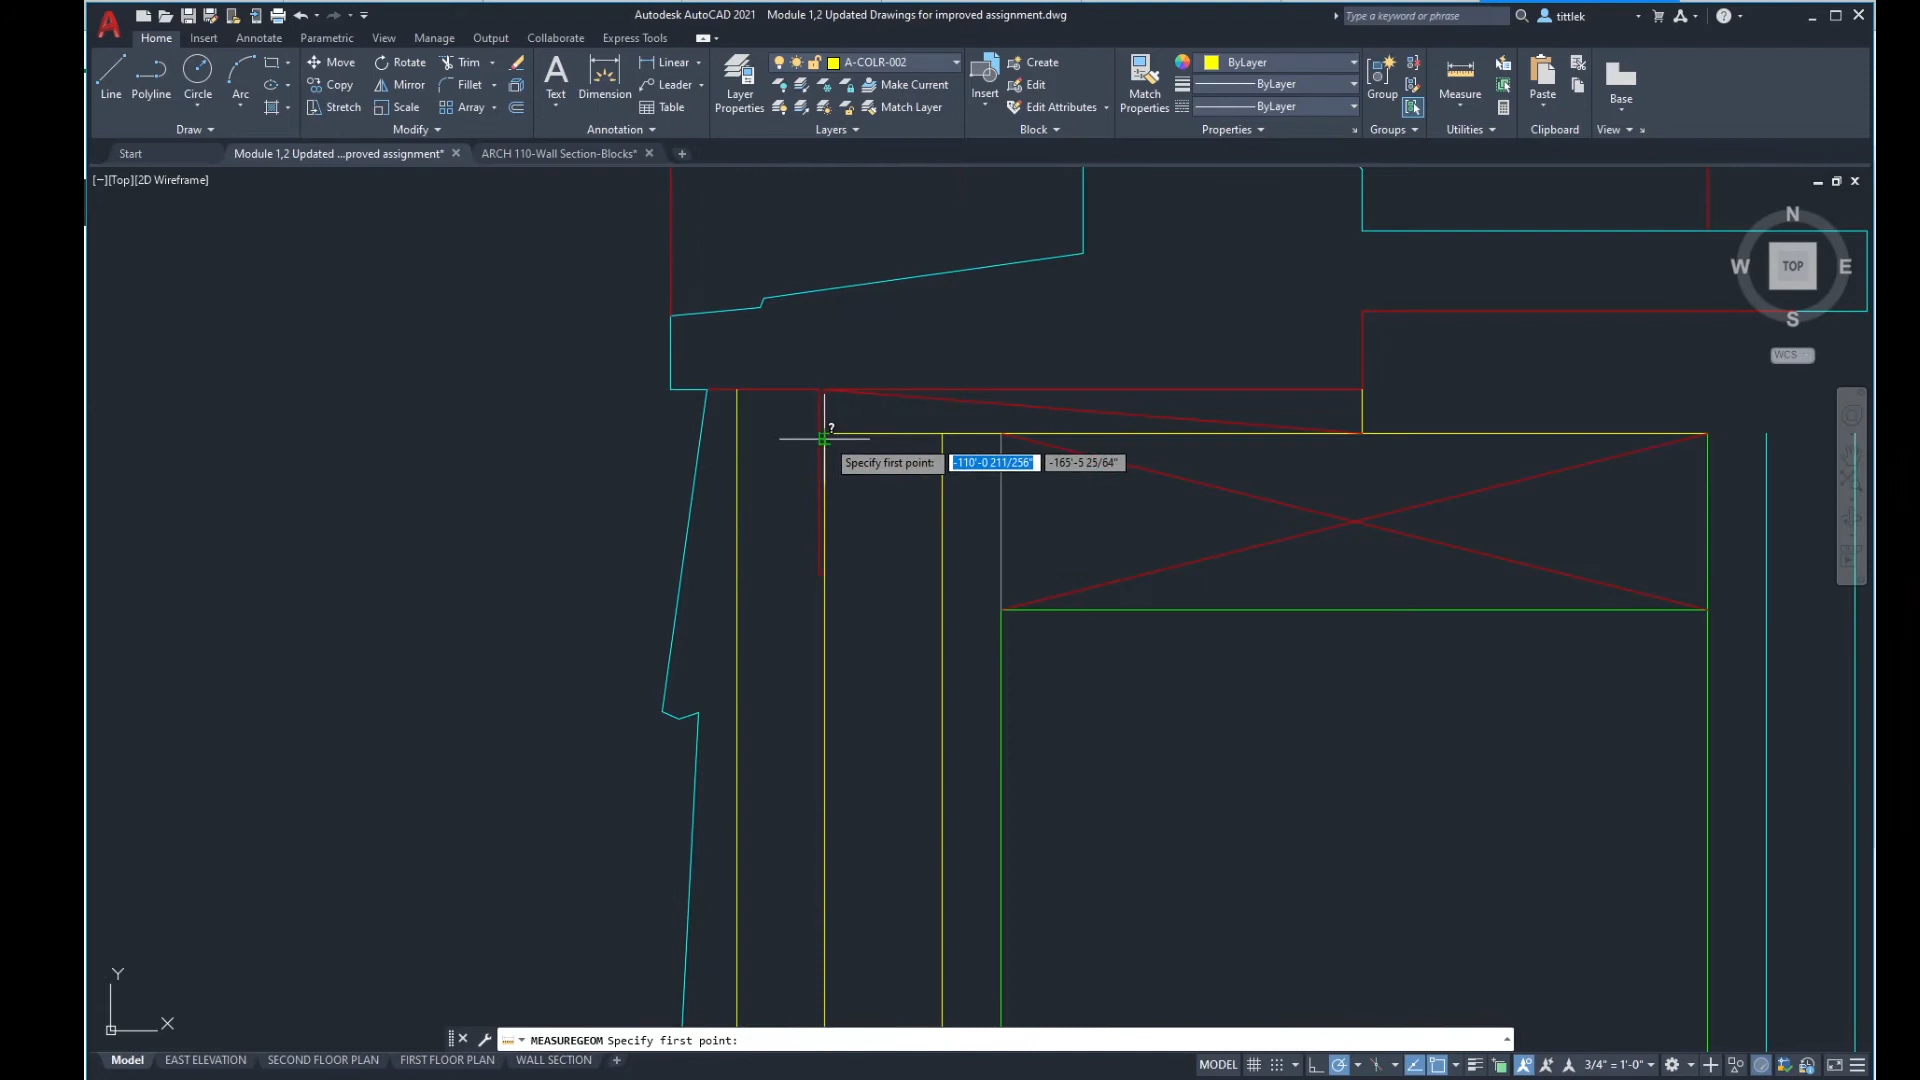 Autodesk AutoCAD 2021 Module 1,2 Updated Drawings for improved assignment.dwg
Type a keyword or phrase
tittlek
Home Insert Annotate Parametric View Manage Output Collaborate Express Tools
Line Polyline Circle Arc
Move Rotate Trim
Copy Mirror Fillet
Stretch Scale Array
Text Dimension
Linear
Leader
Table
Layer Properties
A-COLR-002
Make Current
Match Layer
Insert
Create
Edit
Edit Attributes
Match Properties
ByLayer
ByLayer
ByLayer
Group
Measure
Paste
Base
Draw Modify Annotation Layers Block Properties Groups Utilities Clipboard View
Start Module 1,2 Updated ...proved assignment* ARCH 110-Wall Section-Blocks*
[−][Top][2D Wireframe]
N
W TOP E
S
WCS
?
Specify first point: -110'-0 211/256" -165'-5 25/64"
Y
X
MEASUREGEOM Specify first point:
Model EAST ELEVATION SECOND FLOOR PLAN FIRST FLOOR PLAN WALL SECTION
MODEL 3/4" = 1'-0"